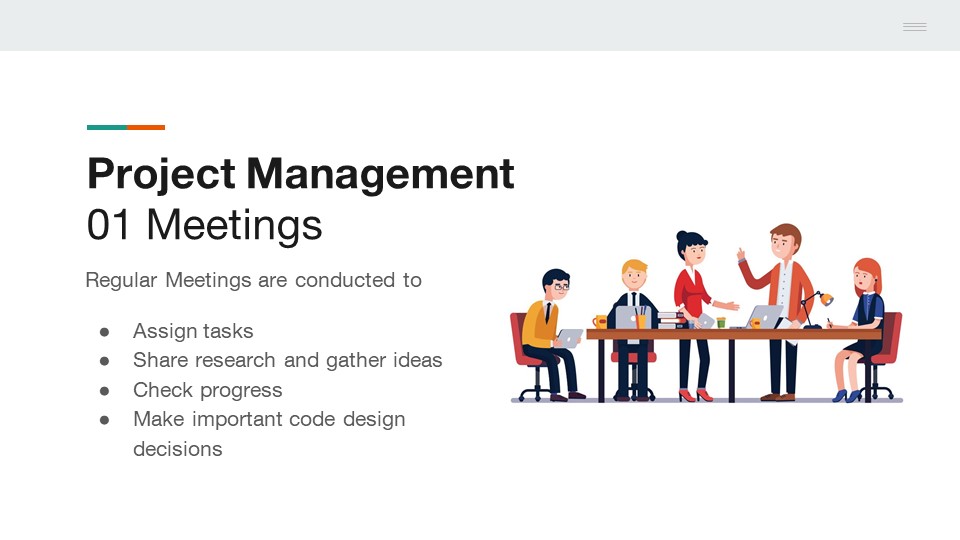 Project Management
01 Meetings
Regular Meetings are conducted to
● Assign tasks
● Share research and gather ideas
● Check progress
● Make important code design
decisions